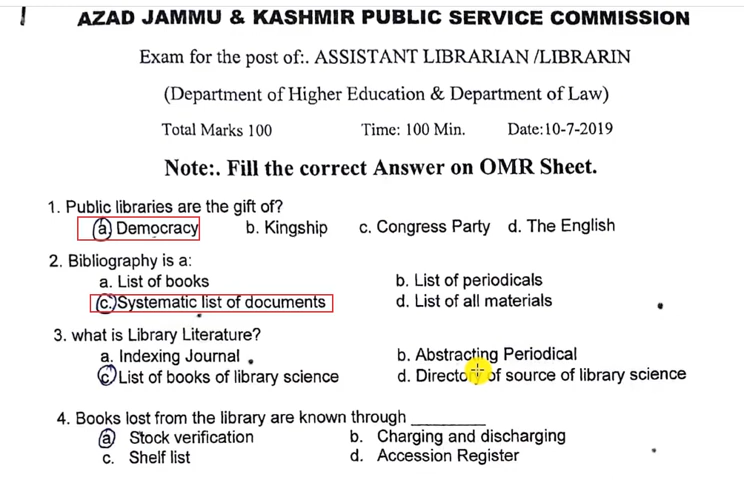 AZAD JAMMU & KASHMIR PUBLIC SERVICE COMMISSION
Exam for the post of:. ASSISTANT LIBRARIAN /LIBRARIN
(Department of Higher Education & Department of Law)
Total Marks 100 Time: 100 Min. Date:10-7-2019
Note:. Fill the correct Answer on OMR Sheet.
1. Public libraries are the gift of?
a) Democracy b. Kingship c. Congress Party d. The English
2. Bibliography is a:
a. List of books b. List of periodicals
c. Systematic list of documents d. List of all materials
3. what is Library Literature?
a. Indexing Journal b. Abstracting Periodical
c List of books of library science d. Directory of source of library science
4. Books lost from the library are known through ________
a Stock verification b. Charging and discharging
c. Shelf list d. Accession Register